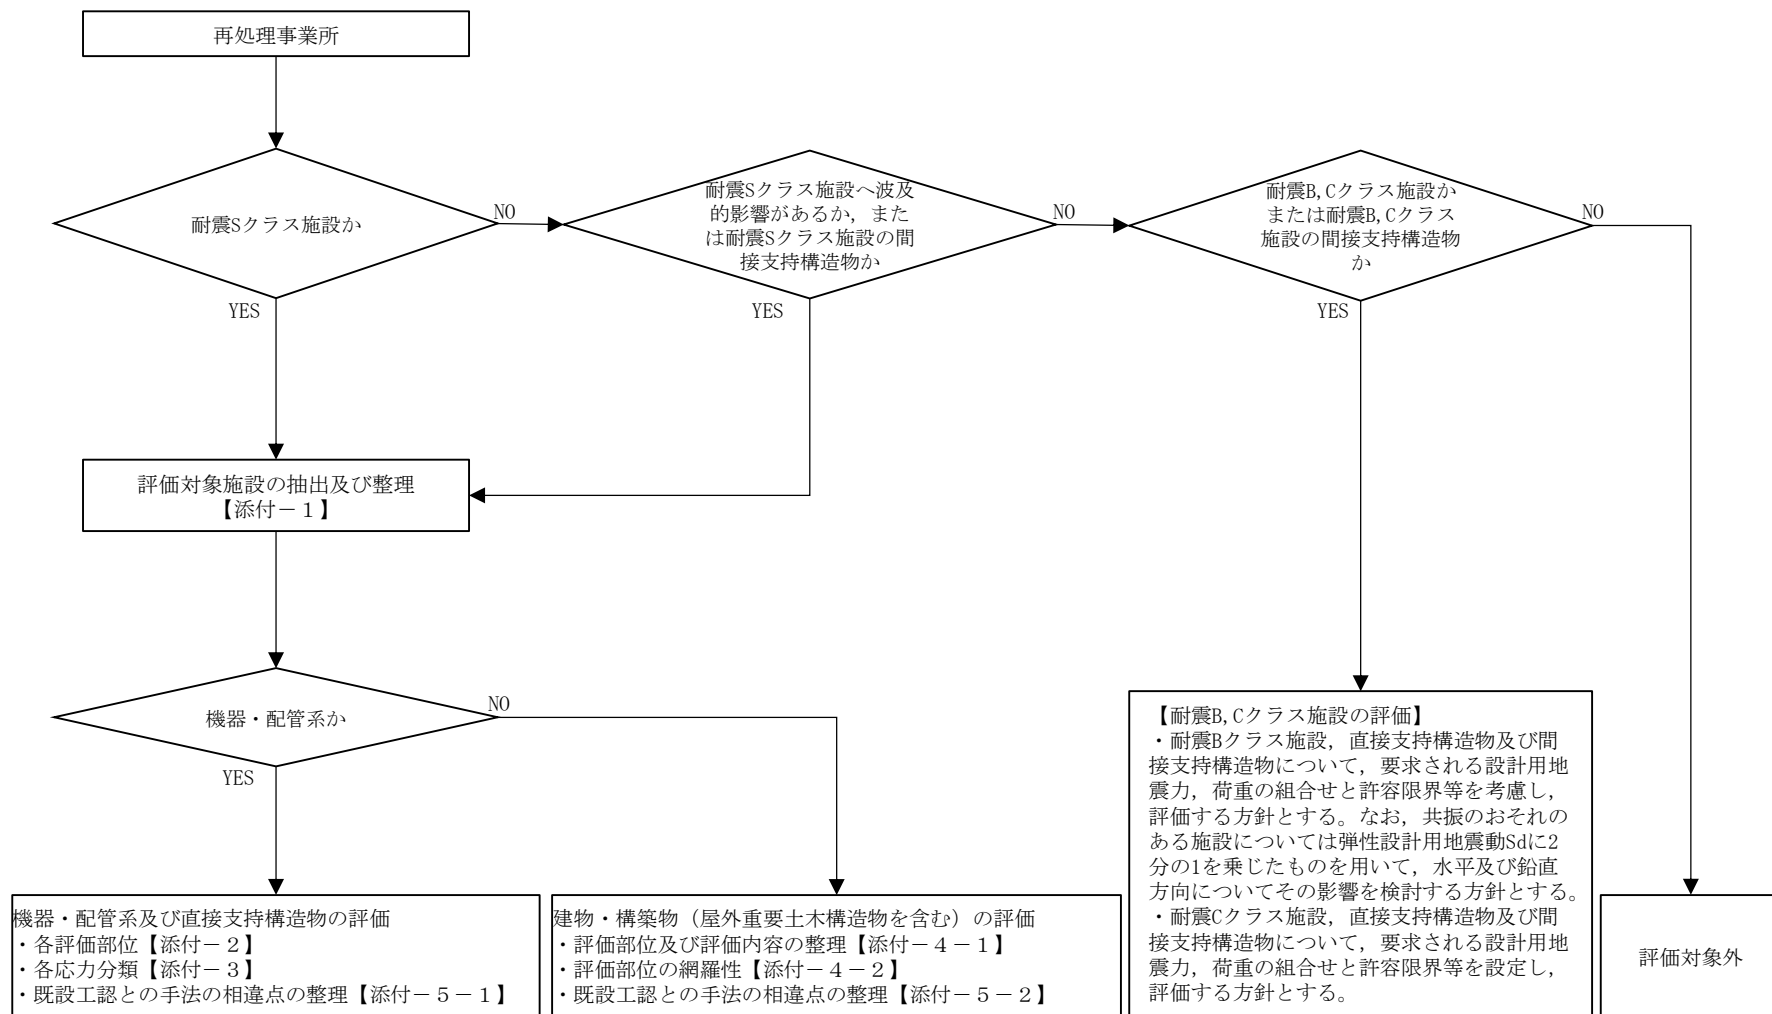 再処理事業所
耐震Sクラス施設か
NO
YES
耐震Sクラス施設へ波及
的影響があるか，また
は耐震Sクラス施設の間
接支持構造物か
NO
YES
耐震B,Cクラス施設か
または耐震B,Cクラス
施設の間接支持構造物
か
NO
YES
評価対象施設の抽出及び整理
【添付－１】
機器・配管系か
NO
YES
機器・配管系及び直接支持構造物の評価
・各評価部位【添付－２】
・各応力分類【添付－３】
・既設工認との手法の相違点の整理【添付－５－１】
建物・構築物（屋外重要土木構造物を含む）の評価
・評価部位及び評価内容の整理【添付－４－１】
・評価部位の網羅性【添付－４－２】
・既設工認との手法の相違点の整理【添付－５－２】
【耐震B,Cクラス施設の評価】
・耐震Bクラス施設，直接支持構造物及び間
接支持構造物について，要求される設計用地
震力，荷重の組合せと許容限界等を考慮し，
評価する方針とする。なお，共振のおそれの
ある施設については弾性設計用地震動Sdに2
分の1を乗じたものを用いて，水平及び鉛直
方向についてその影響を検討する方針とする。
・耐震Cクラス施設，直接支持構造物及び間
接支持構造物について，要求される設計用地
震力，荷重の組合せと許容限界等を設定し，
評価する方針とする。
評価対象外